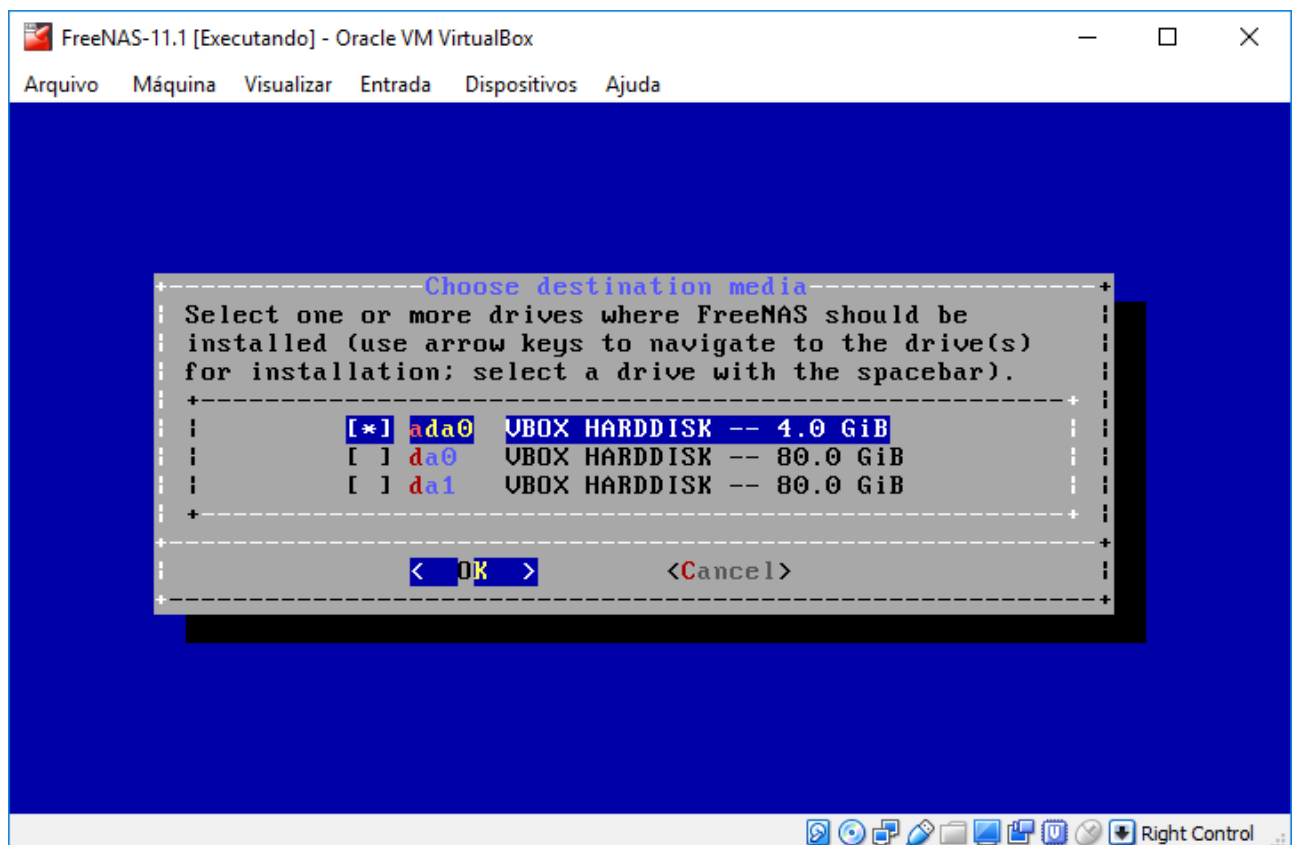 FreeNAS-11.1 [Executando] - Oracle VM VirtualBox
Arquivo Máquina Visualizar Entrada Dispositivos Ajuda
Choose destination media
Select one or more drives where FreeNAS should be
installed (use arrow keys to navigate to the drive(s)
for installation; select a drive with the spacebar).
[*] ada0 VBOX HARDDISK -- 4.0 GiB
[ ] da0 VBOX HARDDISK -- 80.0 GiB
[ ] da1 VBOX HARDDISK -- 80.0 GiB
< OK > <Cancel>
Right Control